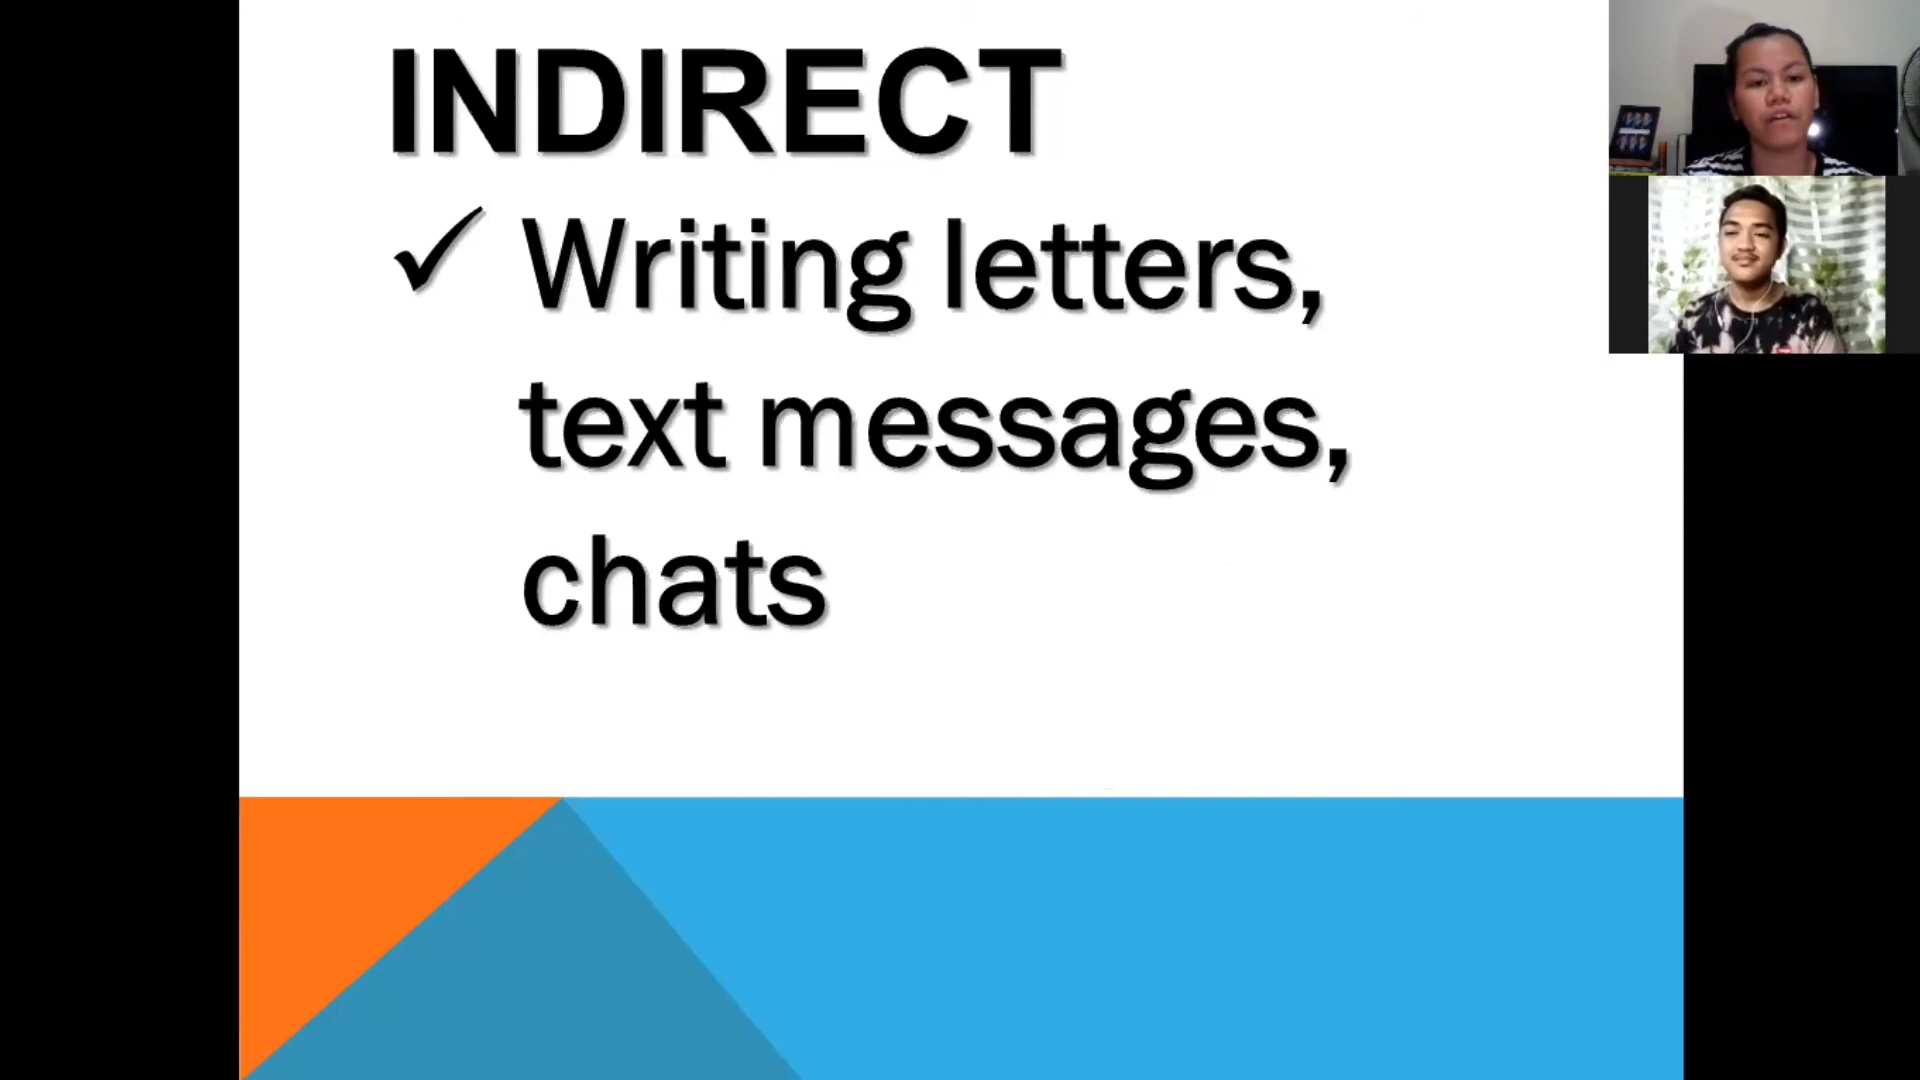 INDIRECT
✓ Writing letters,
text messages,
chats